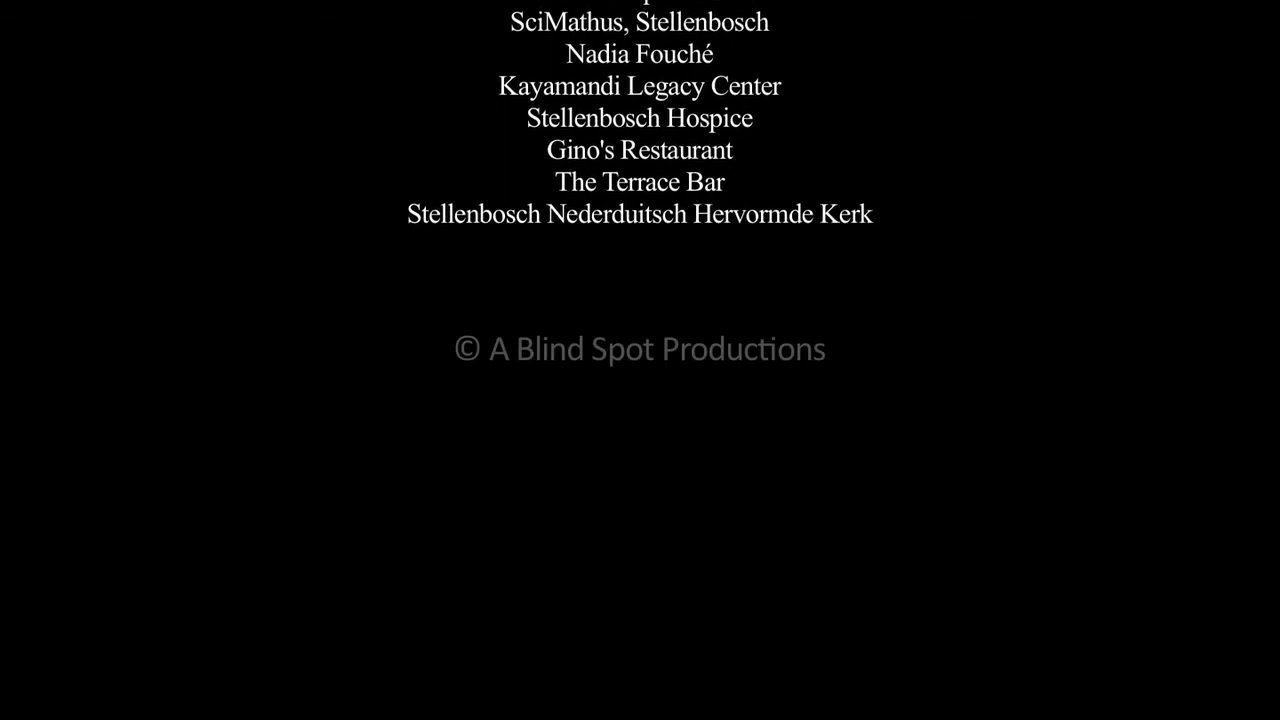 SciMathus, Stellenbosch
Nadia Fouché
Kayamandi Legacy Center
Stellenbosch Hospice
Gino's Restaurant
The Terrace Bar
Stellenbosch Nederduitsch Hervormde Kerk
© A Blind Spot Productions